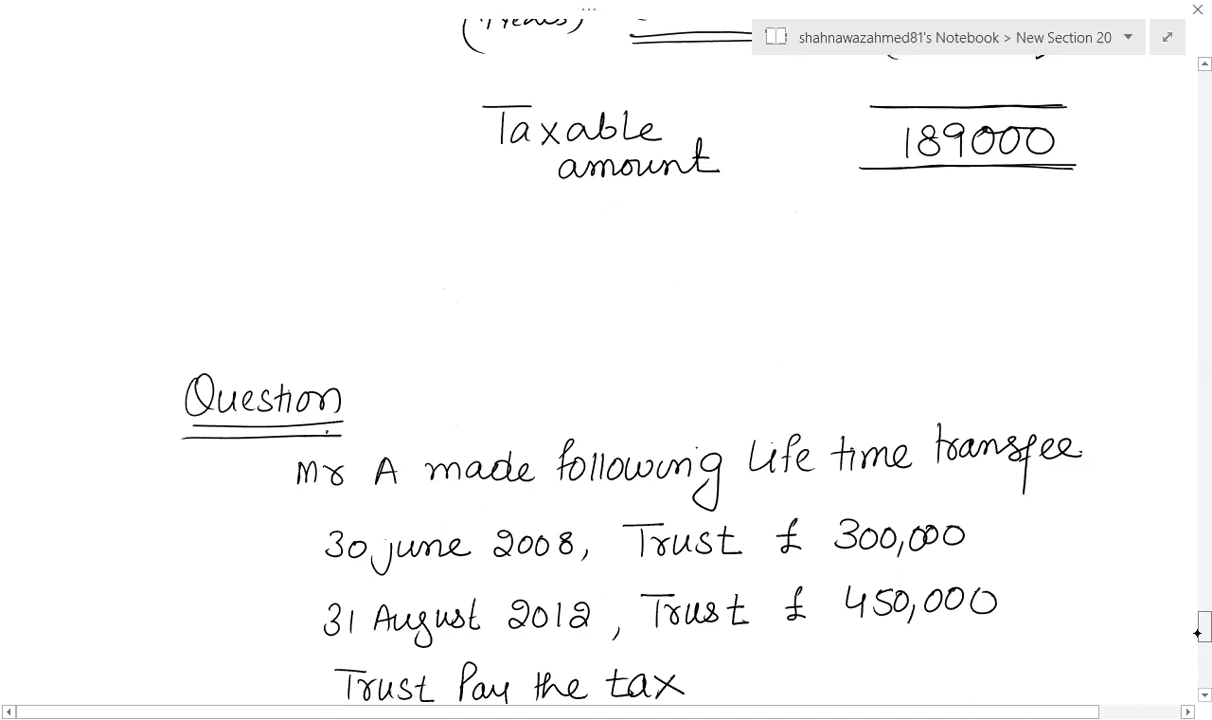 shahnawazahmed81's Notebook > New Section 20
Taxable
amount
189000
Question
Mr A made following life time transfee
30 june 2008, Trust £ 300,000
31 August 2012, Trust £ 450,000
Trust Pay the tax